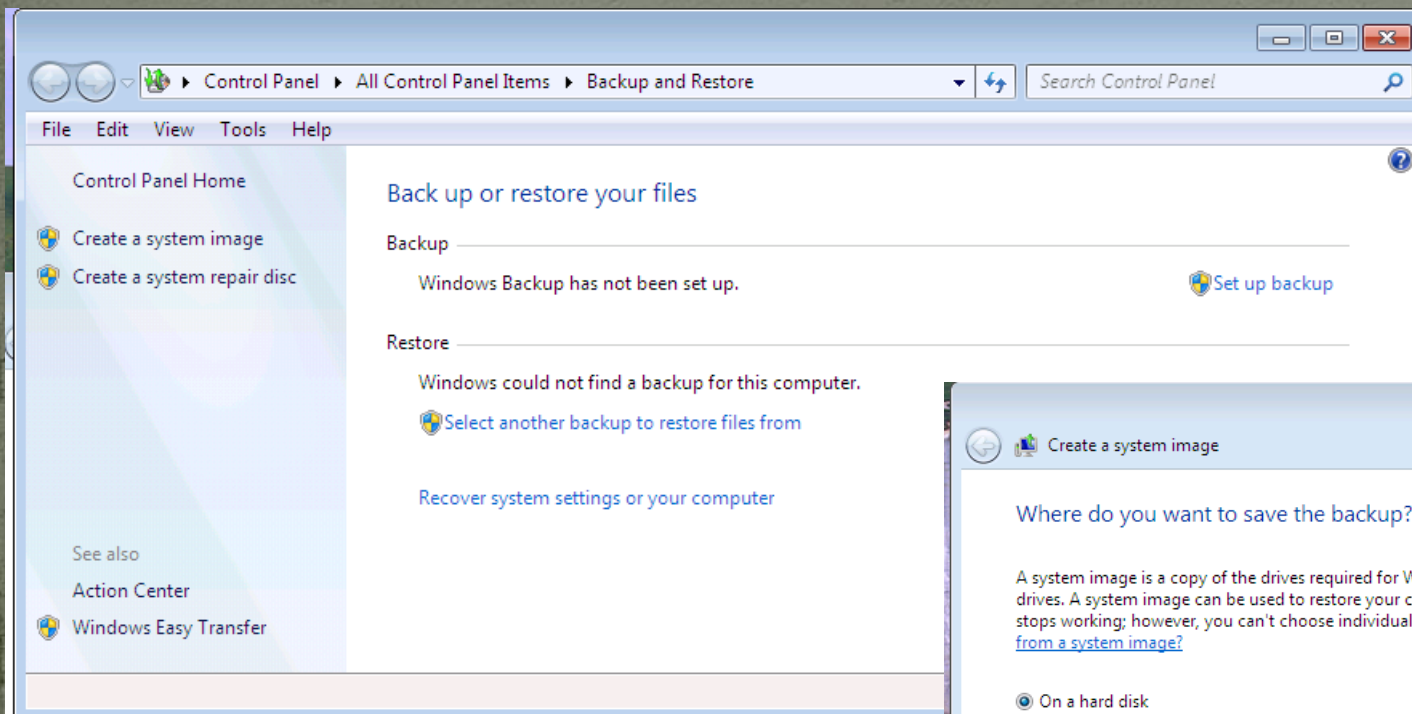 Control Panel All Control Panel Items Backup and Restore
Search Control Panel
File Edit View Tools Help
Control Panel Home
Create a system image
Create a system repair disc
See also
Action Center
Windows Easy Transfer
Back up or restore your files
Backup
Windows Backup has not been set up.
Set up backup
Restore
Windows could not find a backup for this computer.
Select another backup to restore files from
Recover system settings or your computer
Create a system image
Where do you want to save the backup?
A system image is a copy of the drives required for
drives. A system image can be used to restore your
stops working; however, you can't choose individual
from a system image?
On a hard disk